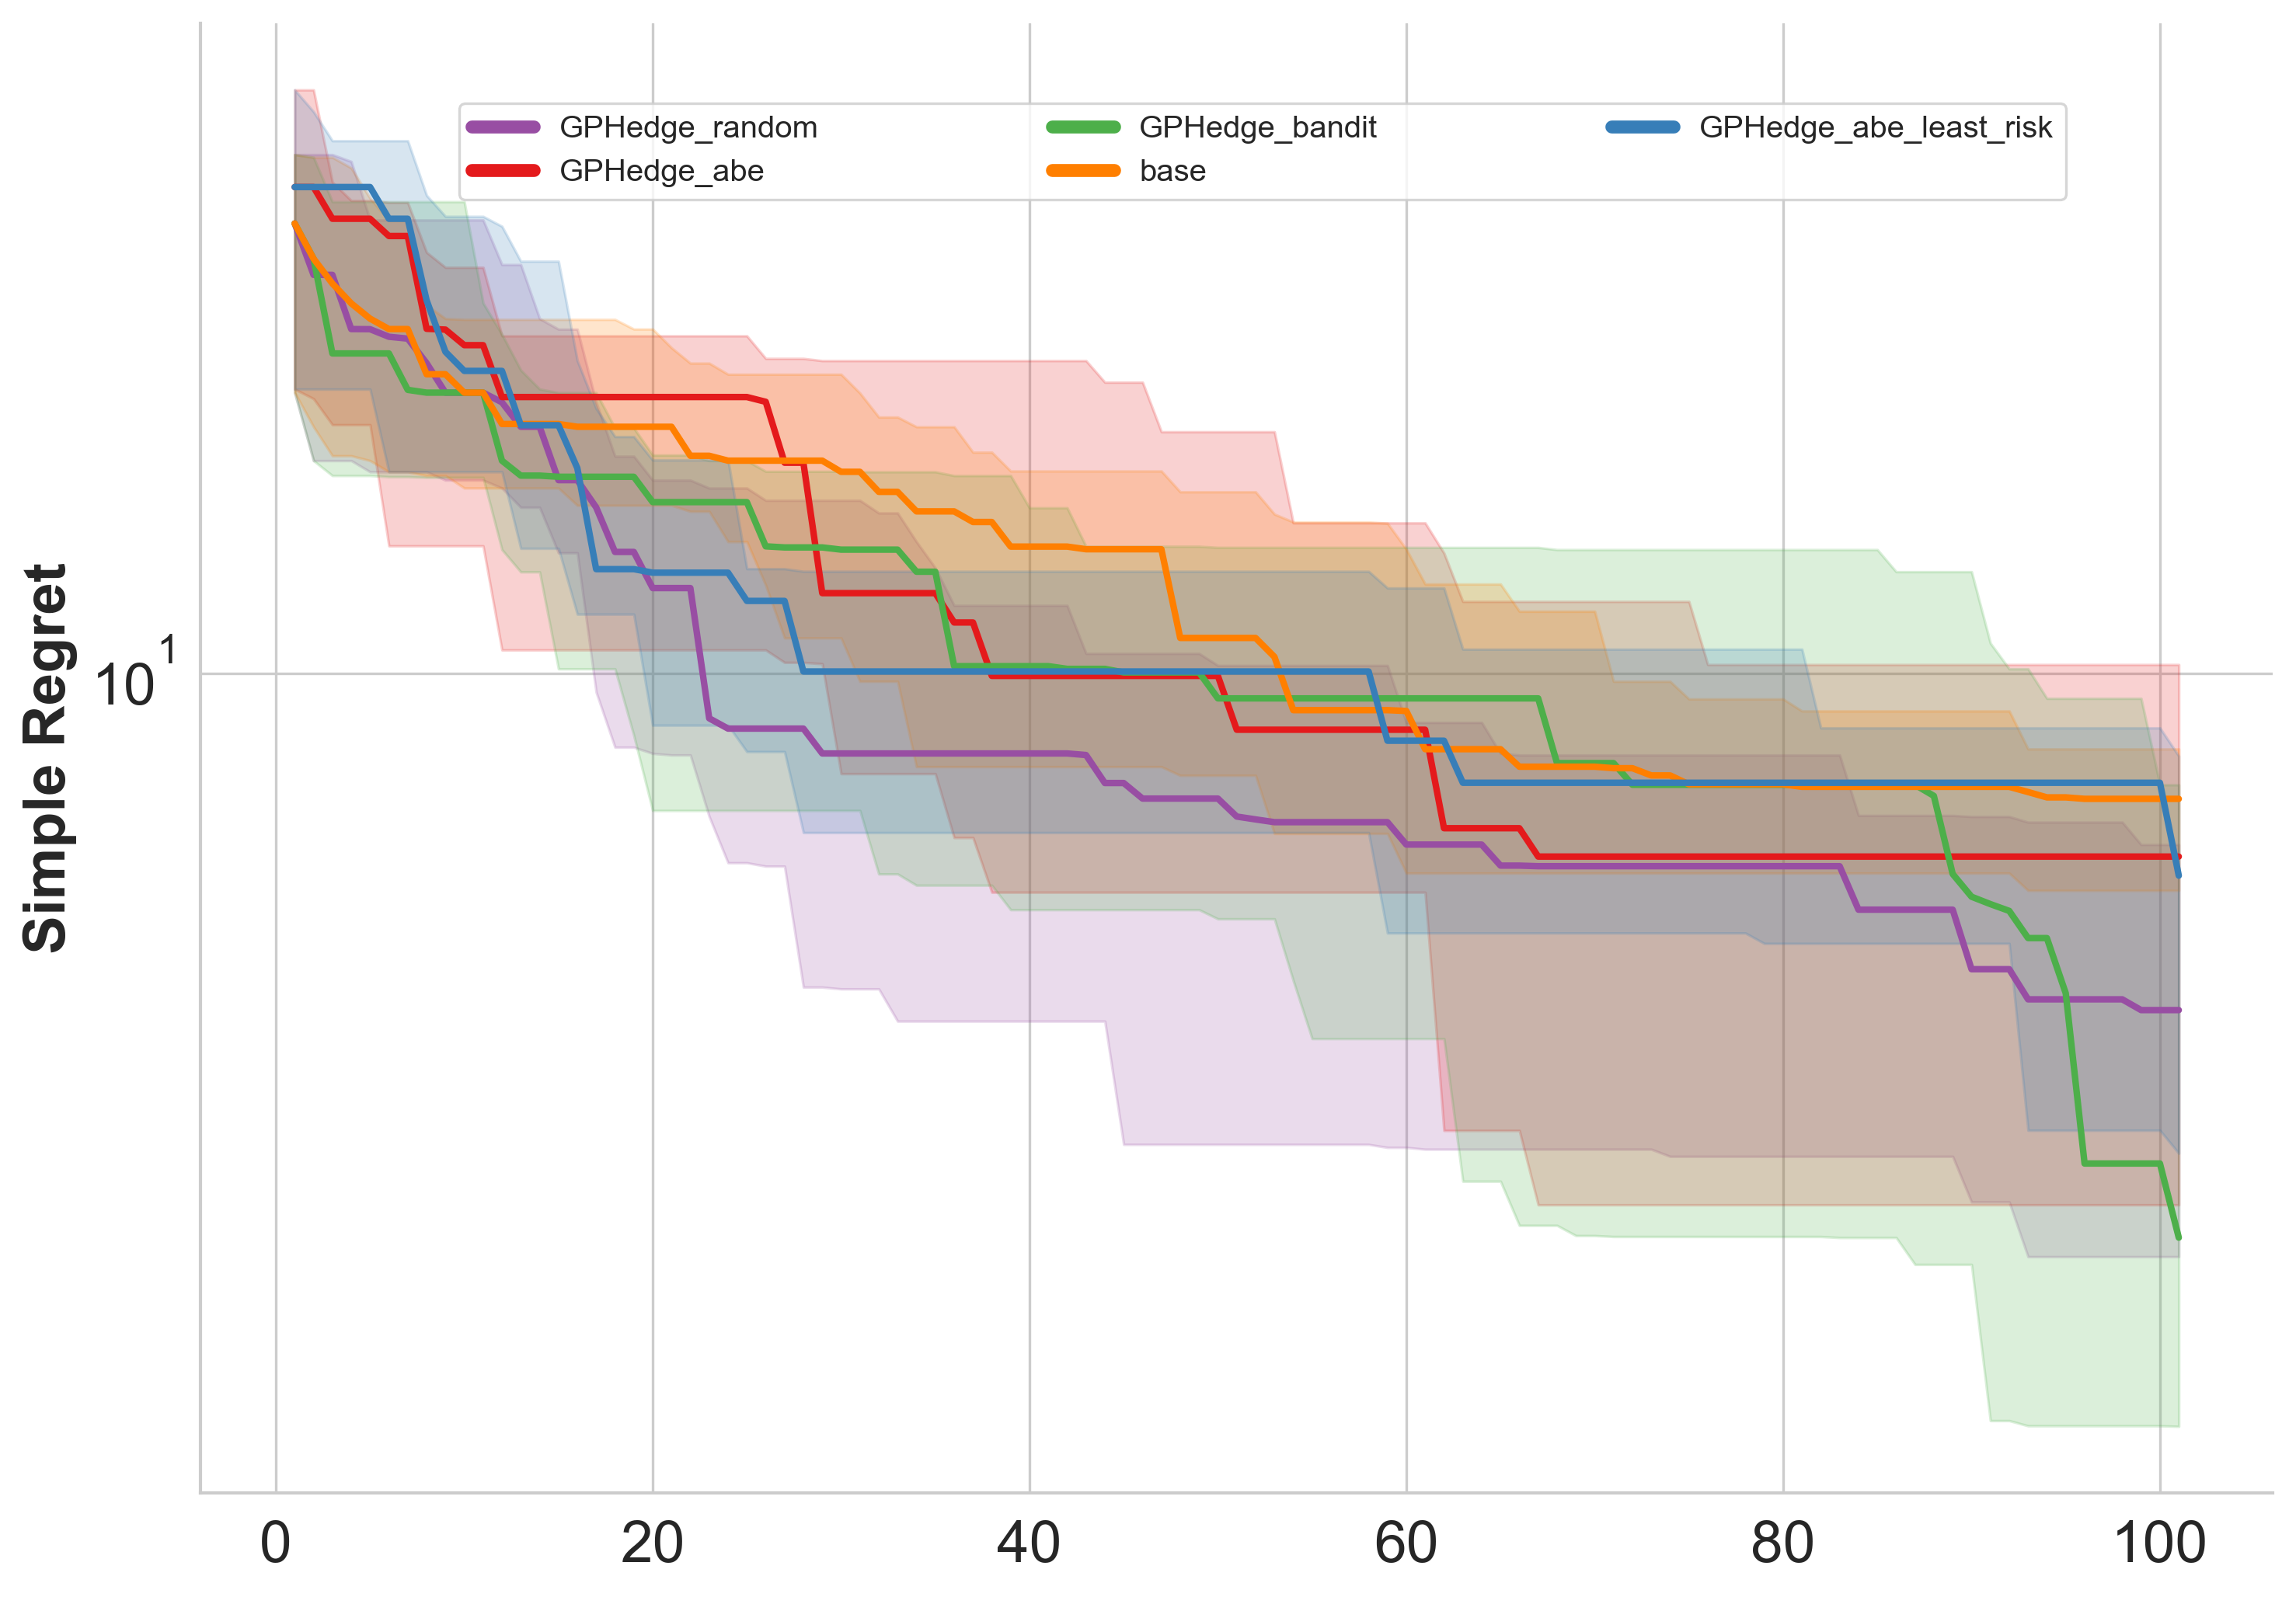 GPHedge_random GPHedge_bandit GPHedge_abe_least_risk
GPHedge_abe base
Simple Regret
10^1
0 20 40 60 80 100